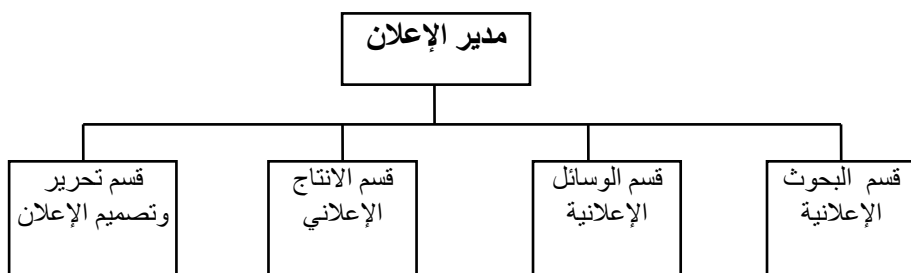 مدير الإعلان
قسم البحوث
الإعلانية
قسم الوسائل
الإعلانية
قسم الانتاج
الإعلاني
قسم تحرير
وتصميم الإعلان